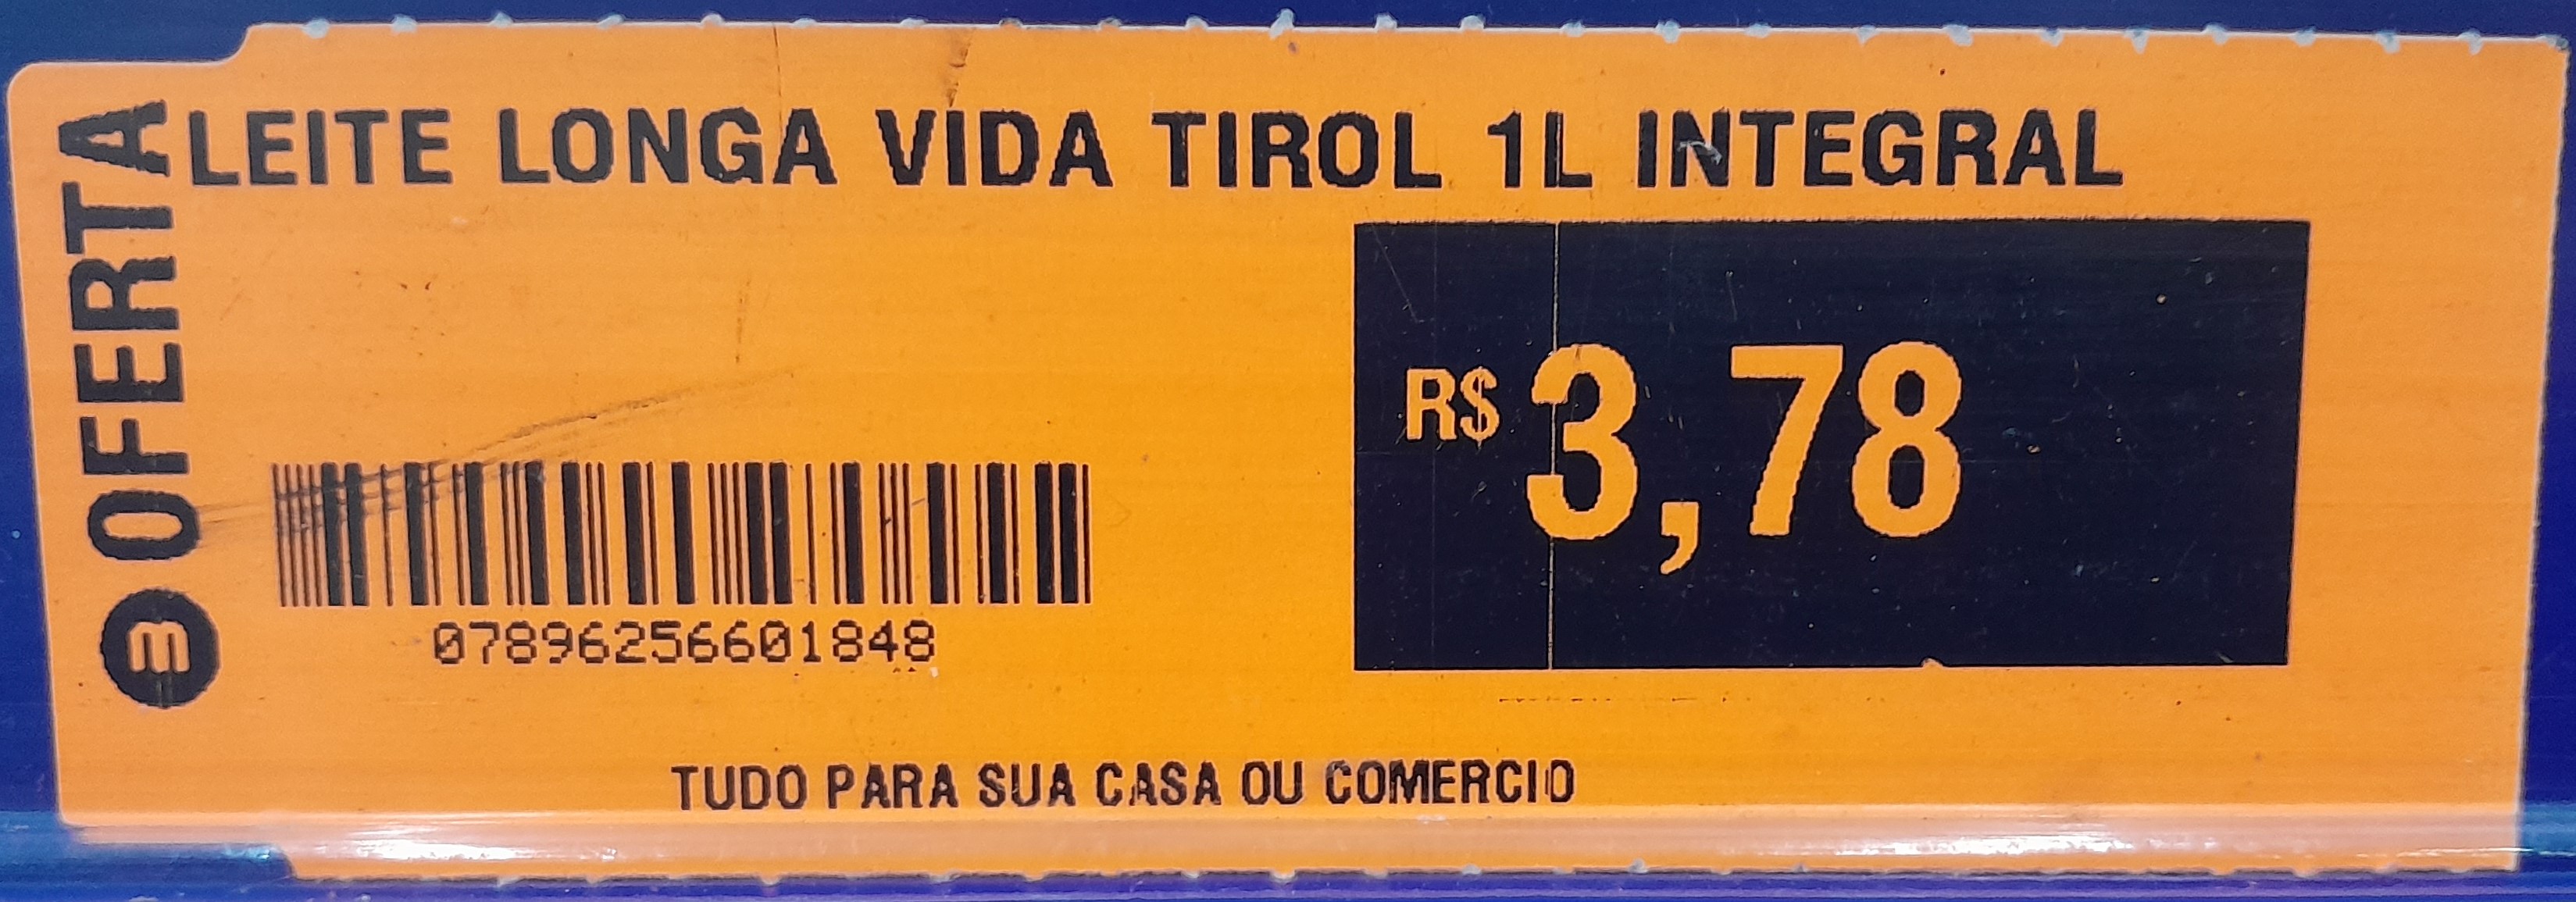 OFERTA
LEITE LONGA VIDA TIROL 1L INTEGRAL
R$ 3,78
07896256601848
TUDO PARA SUA CASA OU COMERCIO